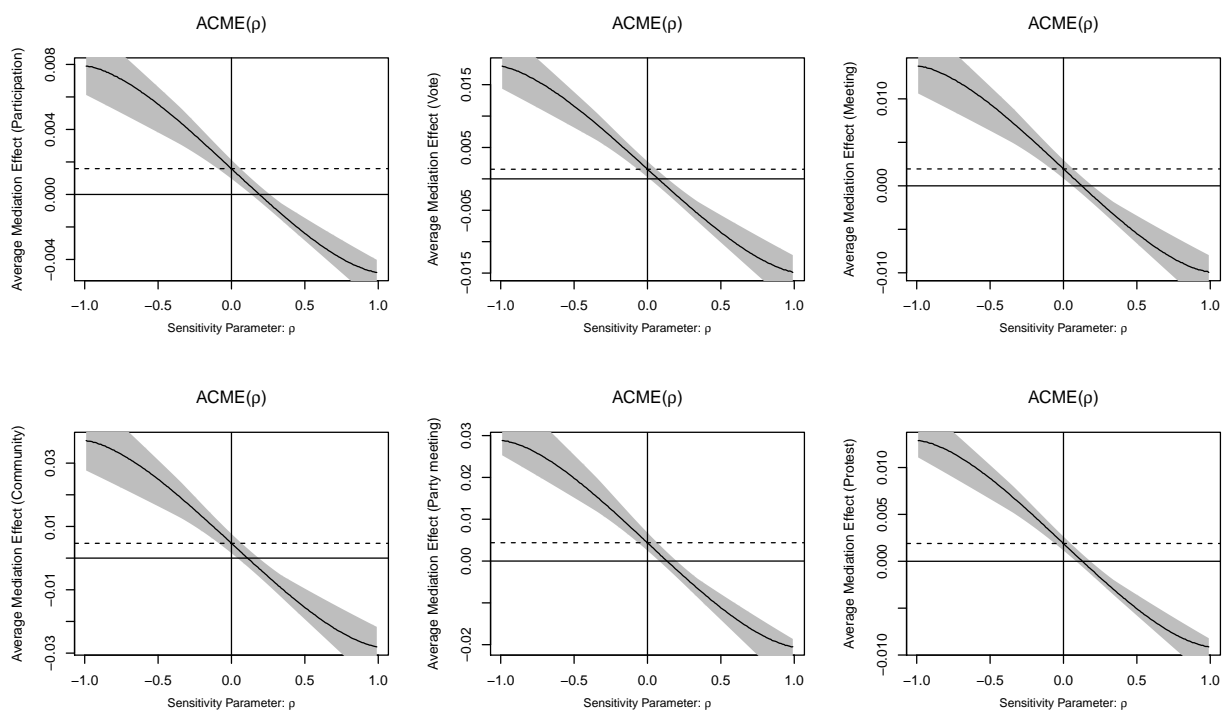 ACME(ρ)
Average Mediation Effect (Participation)
0.008
0.004
0.000
−0.004
−1.0 −0.5 0.0 0.5 1.0
Sensitivity Parameter: ρ
ACME(ρ)
Average Mediation Effect (Vote)
0.015
0.005
−0.005
−0.015
−1.0 −0.5 0.0 0.5 1.0
Sensitivity Parameter: ρ
ACME(ρ)
Average Mediation Effect (Meeting)
0.010
0.000
−0.010
−1.0 −0.5 0.0 0.5 1.0
Sensitivity Parameter: ρ
ACME(ρ)
Average Mediation Effect (Community)
0.03
0.01
−0.01
−0.03
−1.0 −0.5 0.0 0.5 1.0
Sensitivity Parameter: ρ
ACME(ρ)
Average Mediation Effect (Party meeting)
0.03
0.02
0.01
0.00
−0.02
−1.0 −0.5 0.0 0.5 1.0
Sensitivity Parameter: ρ
ACME(ρ)
Average Mediation Effect (Protest)
0.010
0.005
0.000
−0.010
−1.0 −0.5 0.0 0.5 1.0
Sensitivity Parameter: ρ